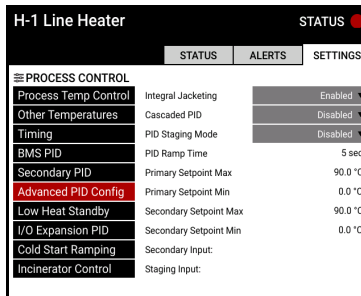 H-1 Line Heater STATUS
STATUS ALERTS SETTINGS
PROCESS CONTROL
Process Temp Control Integral Jacketing Enabled
Other Temperatures Cascaded PID Disabled
Timing PID Staging Mode Disabled
BMS PID PID Ramp Time 5 sec
Secondary PID Primary Setpoint Max 90.0 °C
Advanced PID Config Primary Setpoint Min 0.0 °C
Low Heat Standby Secondary Setpoint Max 90.0 °C
I/O Expansion PID Secondary Setpoint Min 0.0 °C
Cold Start Ramping Secondary Input:
Incinerator Control Staging Input: